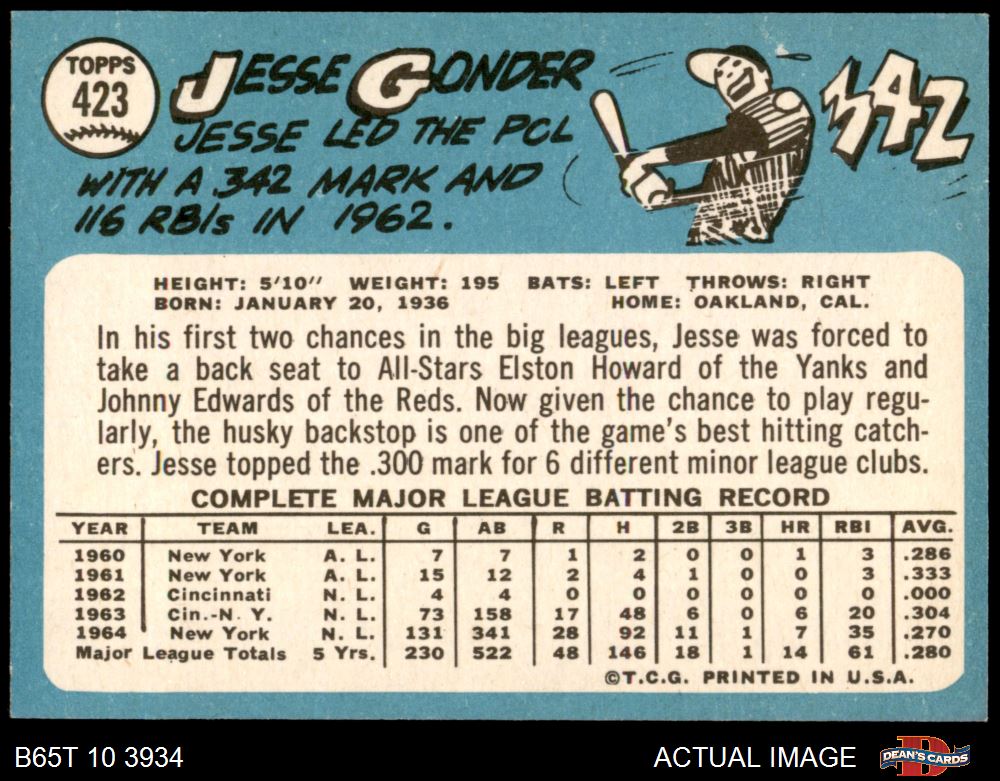 TOPPS
423
JESSE GONDER
JESSE LED THE PCL
WITH A .342 MARK AND
116 RBIs IN 1962.
342
HEIGHT: 5'10" WEIGHT: 195 BATS: LEFT THROWS: RIGHT
BORN: JANUARY 20, 1936 HOME: OAKLAND, CAL.
In his first two chances in the big leagues, Jesse was forced to
take a back seat to All-Stars Elston Howard of the Yanks and
Johnny Edwards of the Reds. Now given the chance to play regu-
larly, the husky backstop is one of the game's best hitting catch-
ers. Jesse topped the .300 mark for 6 different minor league clubs.
COMPLETE MAJOR LEAGUE BATTING RECORD
YEAR TEAM LEA. G AB R H 2B 3B HR RBI AVG.
1960 New York A. L. 7 7 1 2 0 0 1 3 .286
1961 New York A. L. 15 12 2 4 1 0 0 3 .333
1962 Cincinnati N. L. 4 4 0 0 0 0 0 0 .000
1963 Cin.-N. Y. N. L. 73 158 17 48 6 0 6 20 .304
1964 New York N. L. 131 341 28 92 11 1 7 35 .270
Major League Totals 5 Yrs. 230 522 48 146 18 1 14 61 .280
©T.C.G. PRINTED IN U.S.A.
B65T 10 3934 ACTUAL IMAGE DEAN'S CARDS